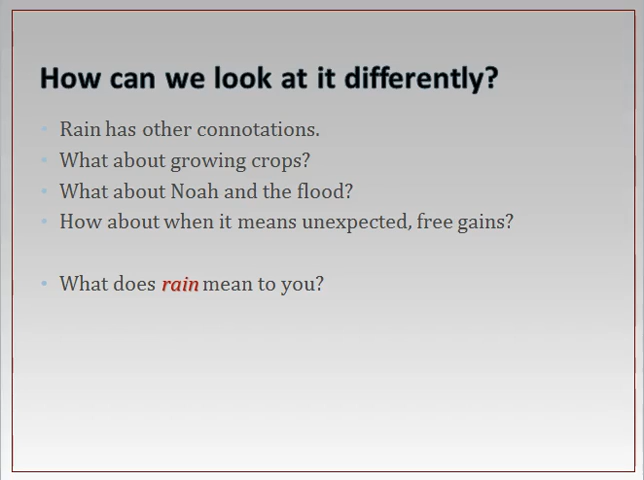 How can we look at it differently?
Rain has other connotations.
What about growing crops?
What about Noah and the flood?
How about when it means unexpected, free gains?
What does rain mean to you?